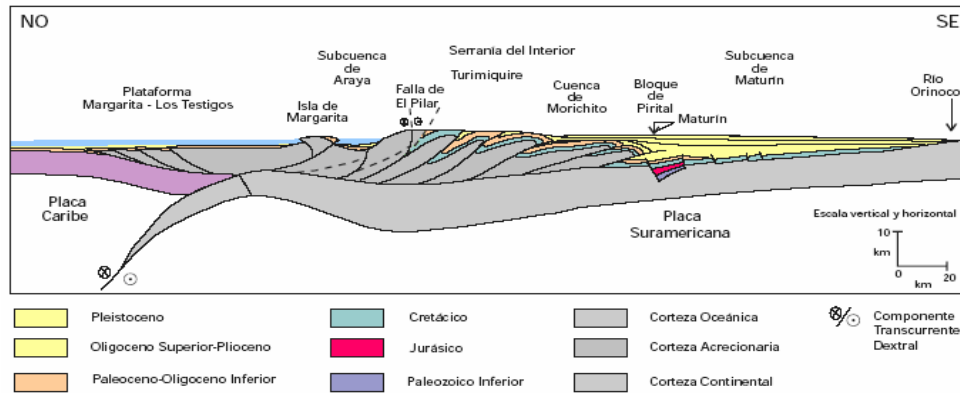 NO
SE
Serranía del Interior
Subcuenca
de
Araya
Turimiquire
Subcuenca
de
Maturín
Plataforma
Margarita - Los Testigos
Isla de
Margarita
Falla de
El Pilar
Cuenca
de
Morichito
Bloque
de
Pirital
Maturín
Río
Orinoco
Placa
Caribe
Placa
Suramericana
Escala vertical y horizontal
10
km
0
20
km
Pleistoceno
Cretácico
Corteza Oceánica
Componente
Transcurrente
Dextral
Oligoceno Superior-Plioceno
Jurásico
Corteza Acrecionaria
Paleoceno-Oligoceno Inferior
Paleozoico Inferior
Corteza Continental